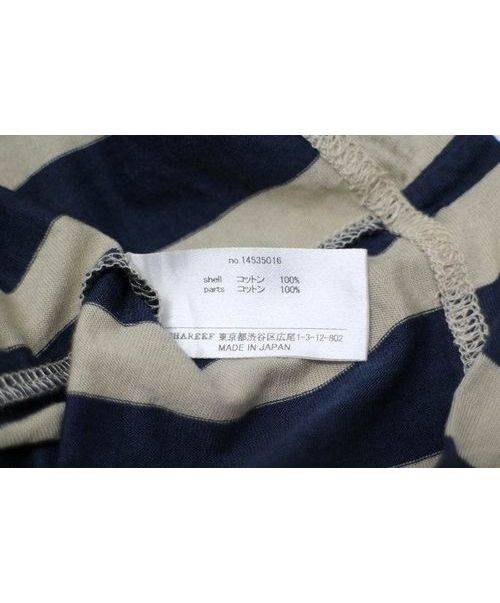 no.14535016
shell コットン 100%
parts コットン 100%
SHAREEF 東京都渋谷区広尾1-3-12-802
MADE IN JAPAN